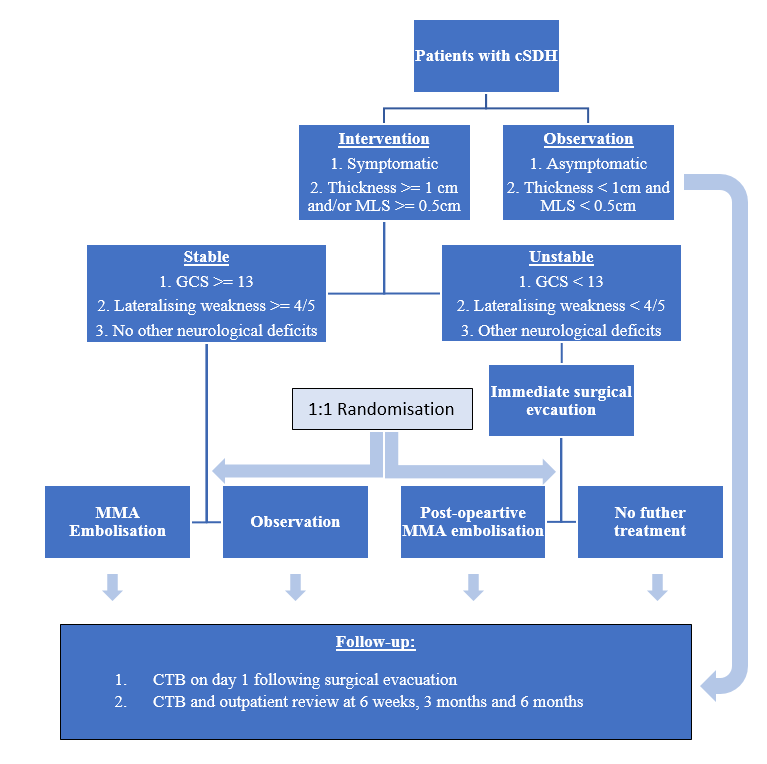 Patients with cSDH
Intervention
1. Symptomatic
2. Thickness >= 1 cm
and/or MLS >= 0.5cm
Observation
1. Asymptomatic
2. Thickness < 1cm and
MLS < 0.5cm
Stable
1. GCS >= 13
2. Lateralising weakness >= 4/5
3. No other neurological deficits
Unstable
1. GCS < 13
2. Lateralising weakness < 4/5
3. Other neurological deficits
Immediate surgical
evcaution
1:1 Randomisation
MMA
Embolisation
Observation
Post-opeartive
MMA embolisation
No futher
treatment
Follow-up:
1. CTB on day 1 following surgical evacuation
2. CTB and outpatient review at 6 weeks, 3 months and 6 months